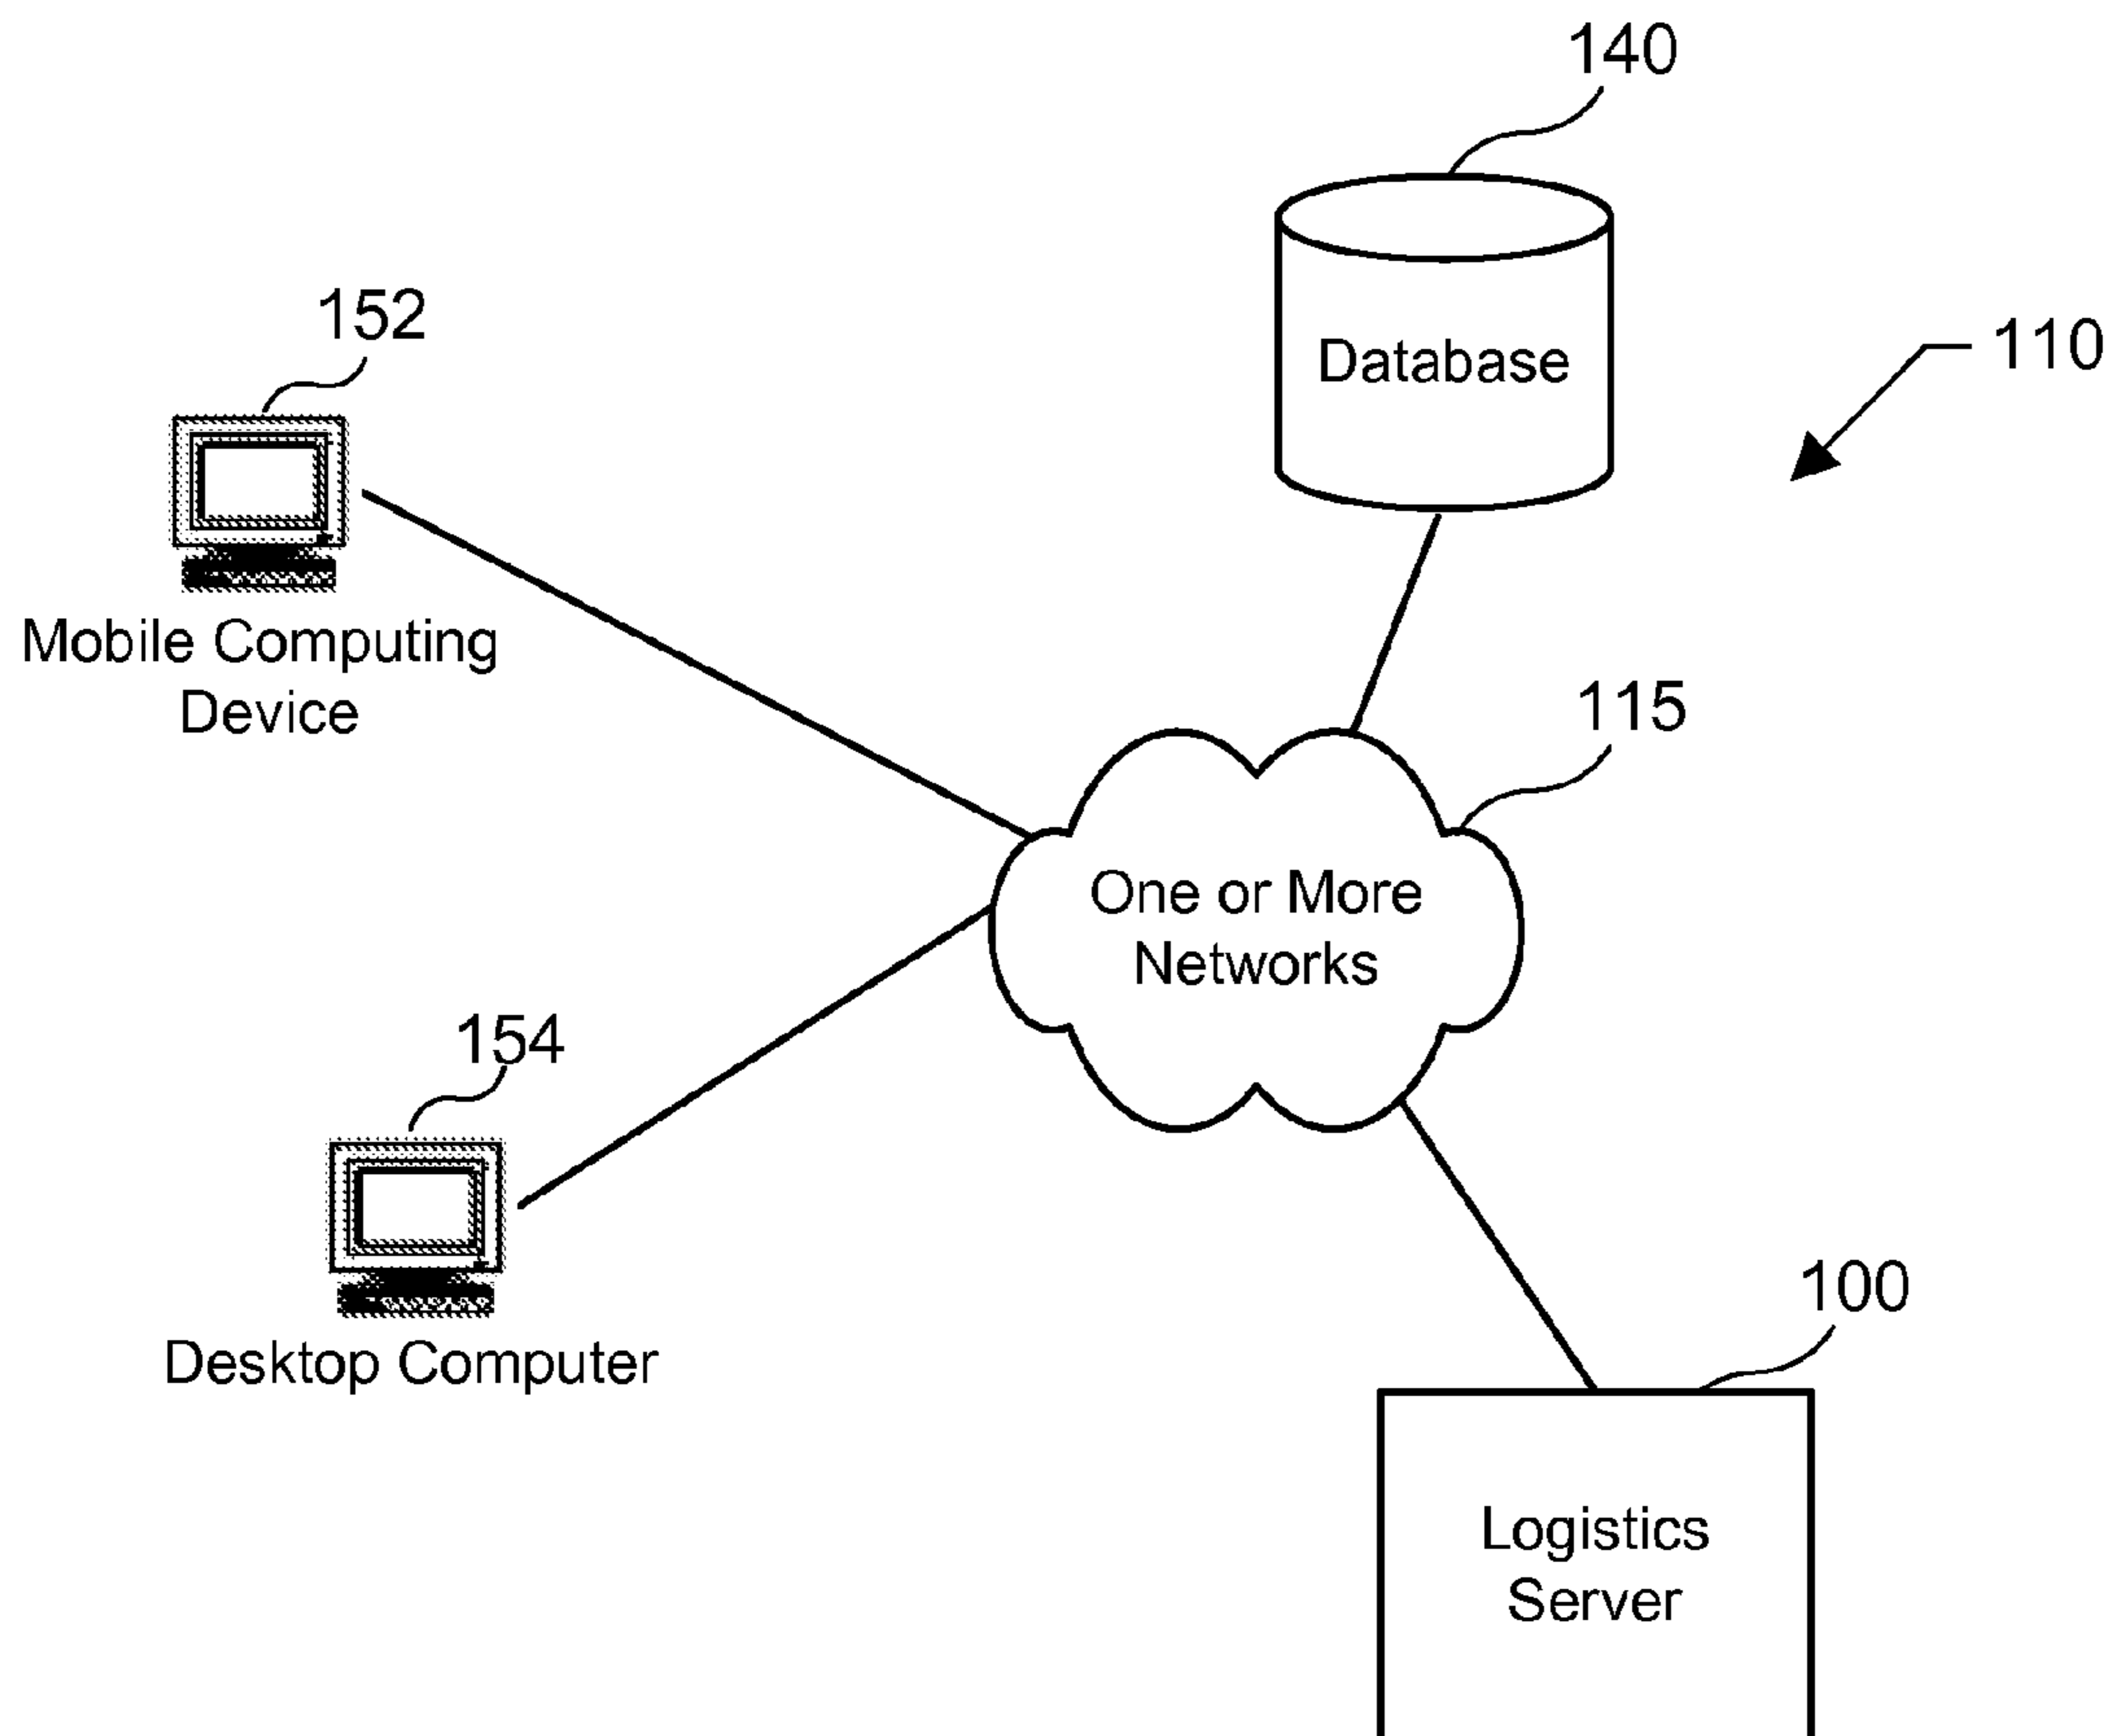 140
152
110
Database
Mobile Computing
Device
115
One or More
Networks
154
100
Desktop Computer
Logistics
Server